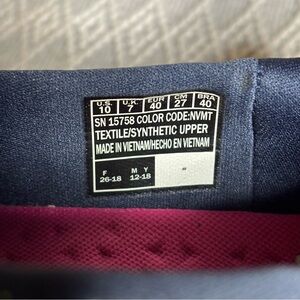 U.S. U.K. EUR CM BRA
10 7 40 27 40
SN 15758 COLOR CODE:NVMT
TEXTILE/SYNTHETIC UPPER
MADE IN VIETNAM/HECHO EN VIETNAM
F M Y
26-18 12-18